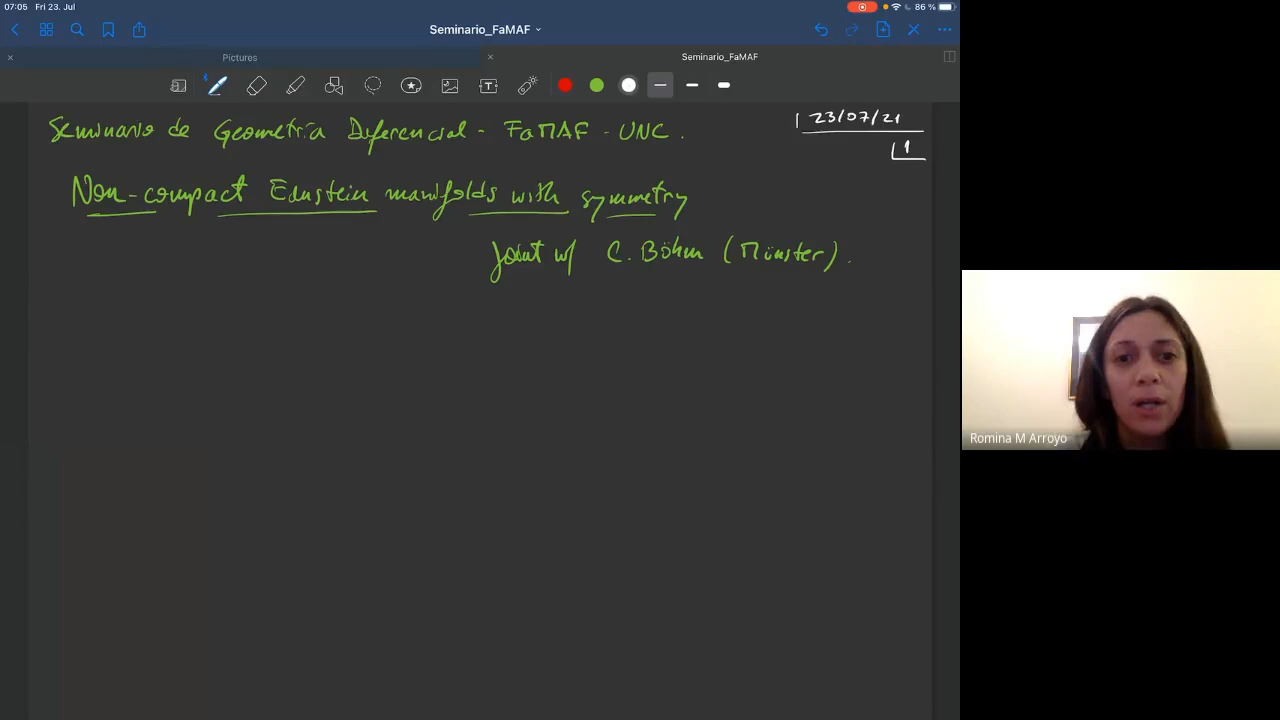 07:05 Fri 23. Jul
86 %
Seminario_FaMAF
Pictures
Seminario_FaMAF
Seminario de Geometría Diferencial - FaMAF - UNC.
23/07/21
1
Non-compact Einstein manifolds with symmetry
Joint w/ C. Böhm (Münster).
Romina M Arroyo